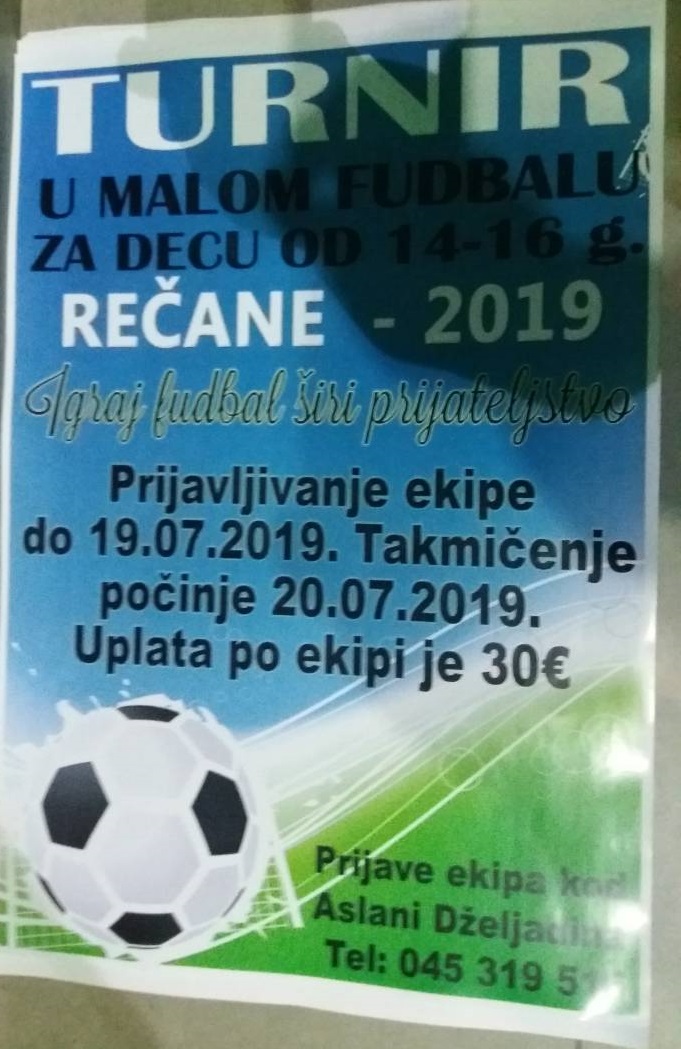 TURNIR
U MALOM FUDBALU
ZA DECU OD 14-16 g.
REČANE - 2019
Igraj fudbal širi prijateljstvo
Prijavljivanje ekipe
do 19.07.2019. Takmičenje
počinje 20.07.2019.
Uplata po ekipi je 30€
Prijave ekipa kod
Aslani Dželjadina
Tel: 045 319